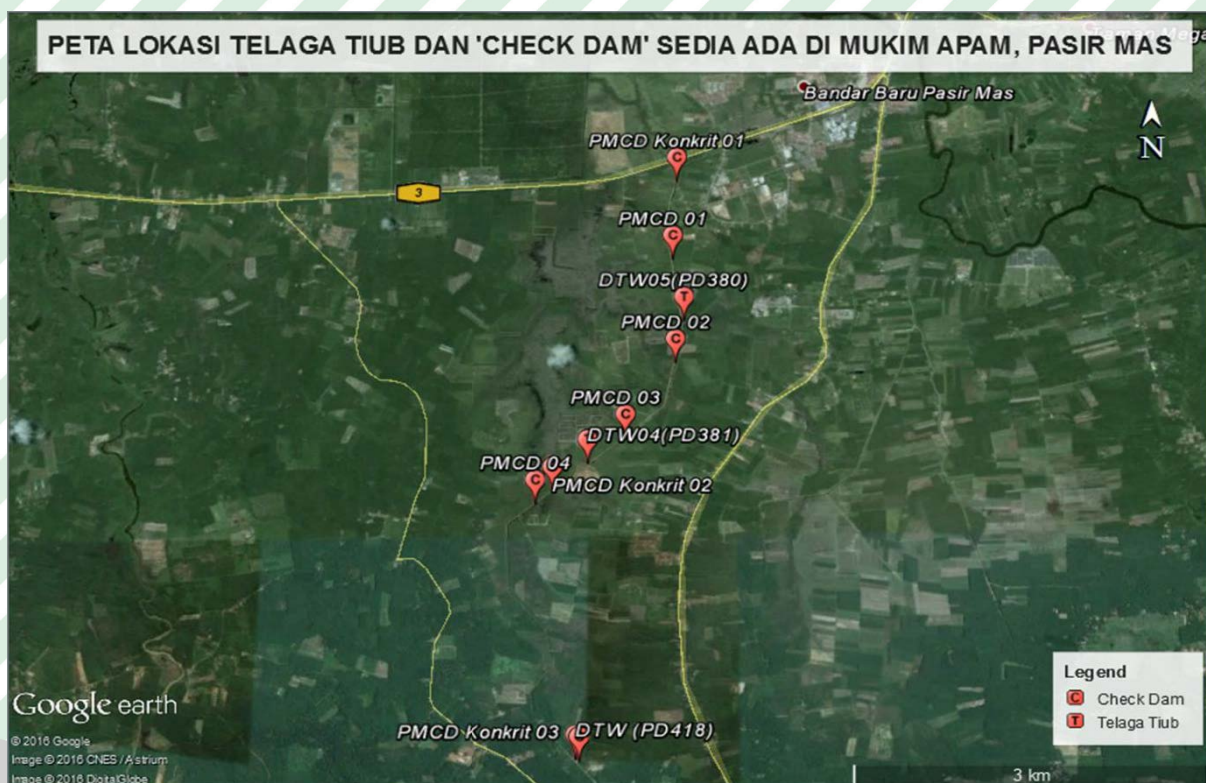 PETA LOKASI TELAGA TIUB DAN 'CHECK DAM' SEDIA ADA DI MUKIM APAM, PASIR MAS
Bandar Baru Pasir Mas
N
PMCD Konkrit 01
C
3
PMCD 01
C
DTW05(PD380)
T
PMCD 02
C
PMCD 03
C
DTW04(PD381)
PMCD 04
C
PMCD Konkrit 02
Legend
C Check Dam
T Telaga Tiub
Google earth
PMCD Konkrit 03
DTW (PD418)
© 2016 Google
Image © 2016 CNES / Astrium
Image © 2016 DigitalGlobe
3 km